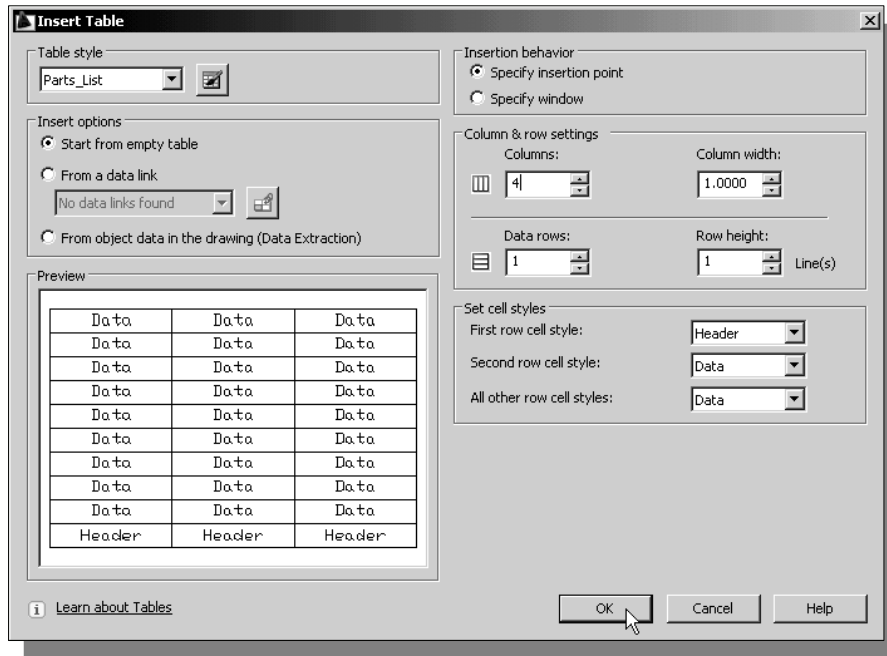 Insert Table
Table style
Parts_List
Insert options
Start from empty table
From a data link
No data links found
From object data in the drawing (Data Extraction)
Preview
Data Data Data
Data Data Data
Data Data Data
Data Data Data
Data Data Data
Data Data Data
Data Data Data
Data Data Data
Data Data Data
Header Header Header
Insertion behavior
Specify insertion point
Specify window
Column & row settings
Columns: Column width:
4 1.0000
Data rows: Row height:
1 1 Line(s)
Set cell styles
First row cell style: Header
Second row cell style: Data
All other row cell styles: Data
i Learn about Tables
OK Cancel Help